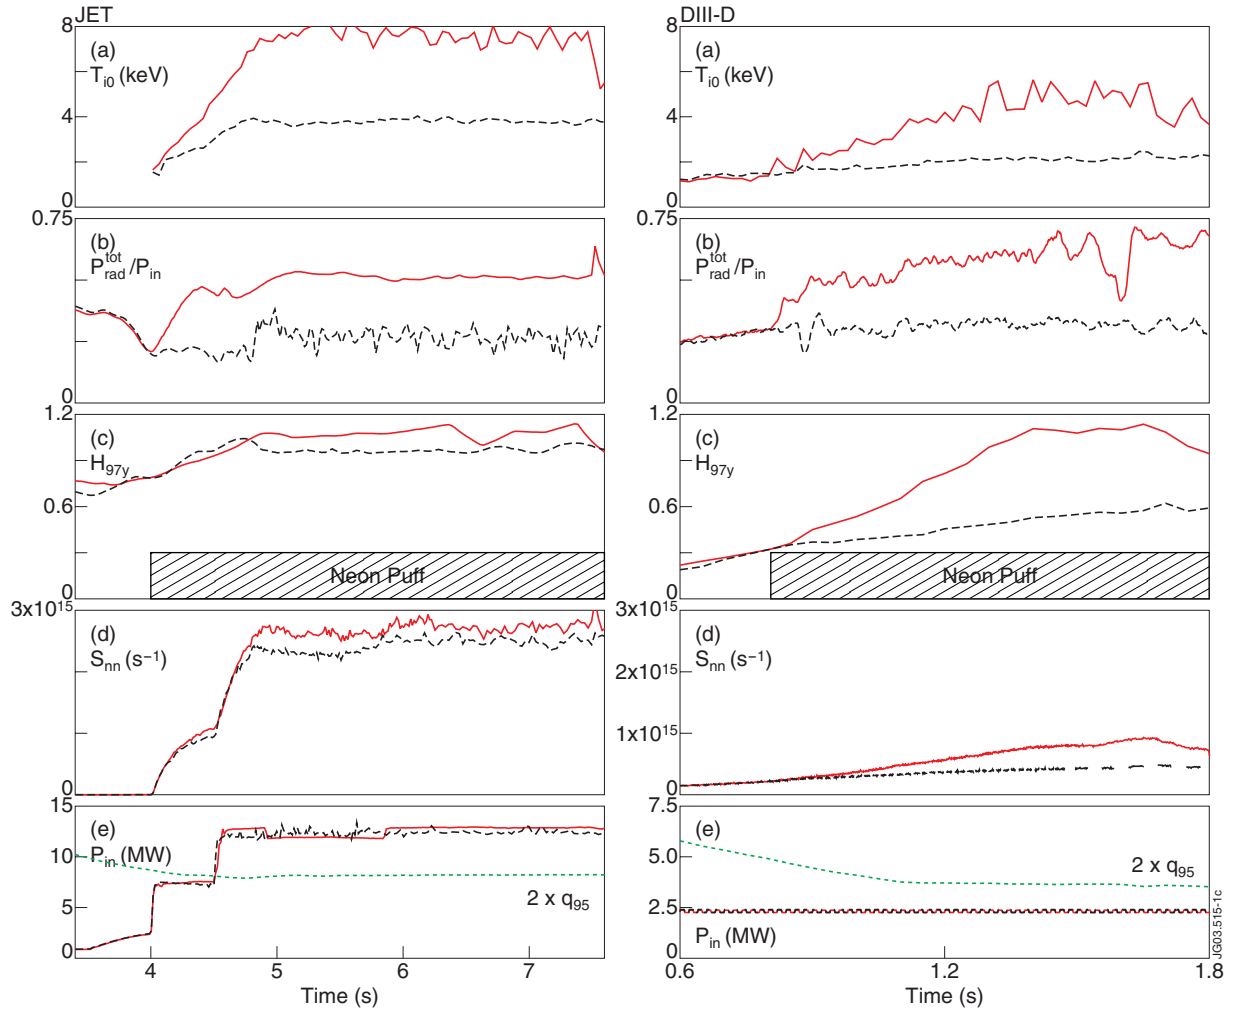 JET
8
(a)
T_i0 (keV)
4
0
0.75
(b)
P_rad^tot /P_in
0
1.2
(c)
H_97y
0.6
Neon Puff
0
3x10^15
(d)
S_nn (s^–1)
0
15
(e)
P_in (MW)
10
5
2 x q_95
0
4
5
6
7
Time (s)
DIII-D
8
(a)
T_i0 (keV)
4
0
0.75
(b)
P_rad^tot /P_in
0
1.2
(c)
H_97y
0.6
Neon Puff
0
3x10^15
(d)
S_nn (s^–1)
2x10^15
1x10^15
0
7.5
(e)
5.0
2 x q_95
2.5
P_in (MW)
0
0.6
1.2
1.8
Time (s)
JG03.515-1c